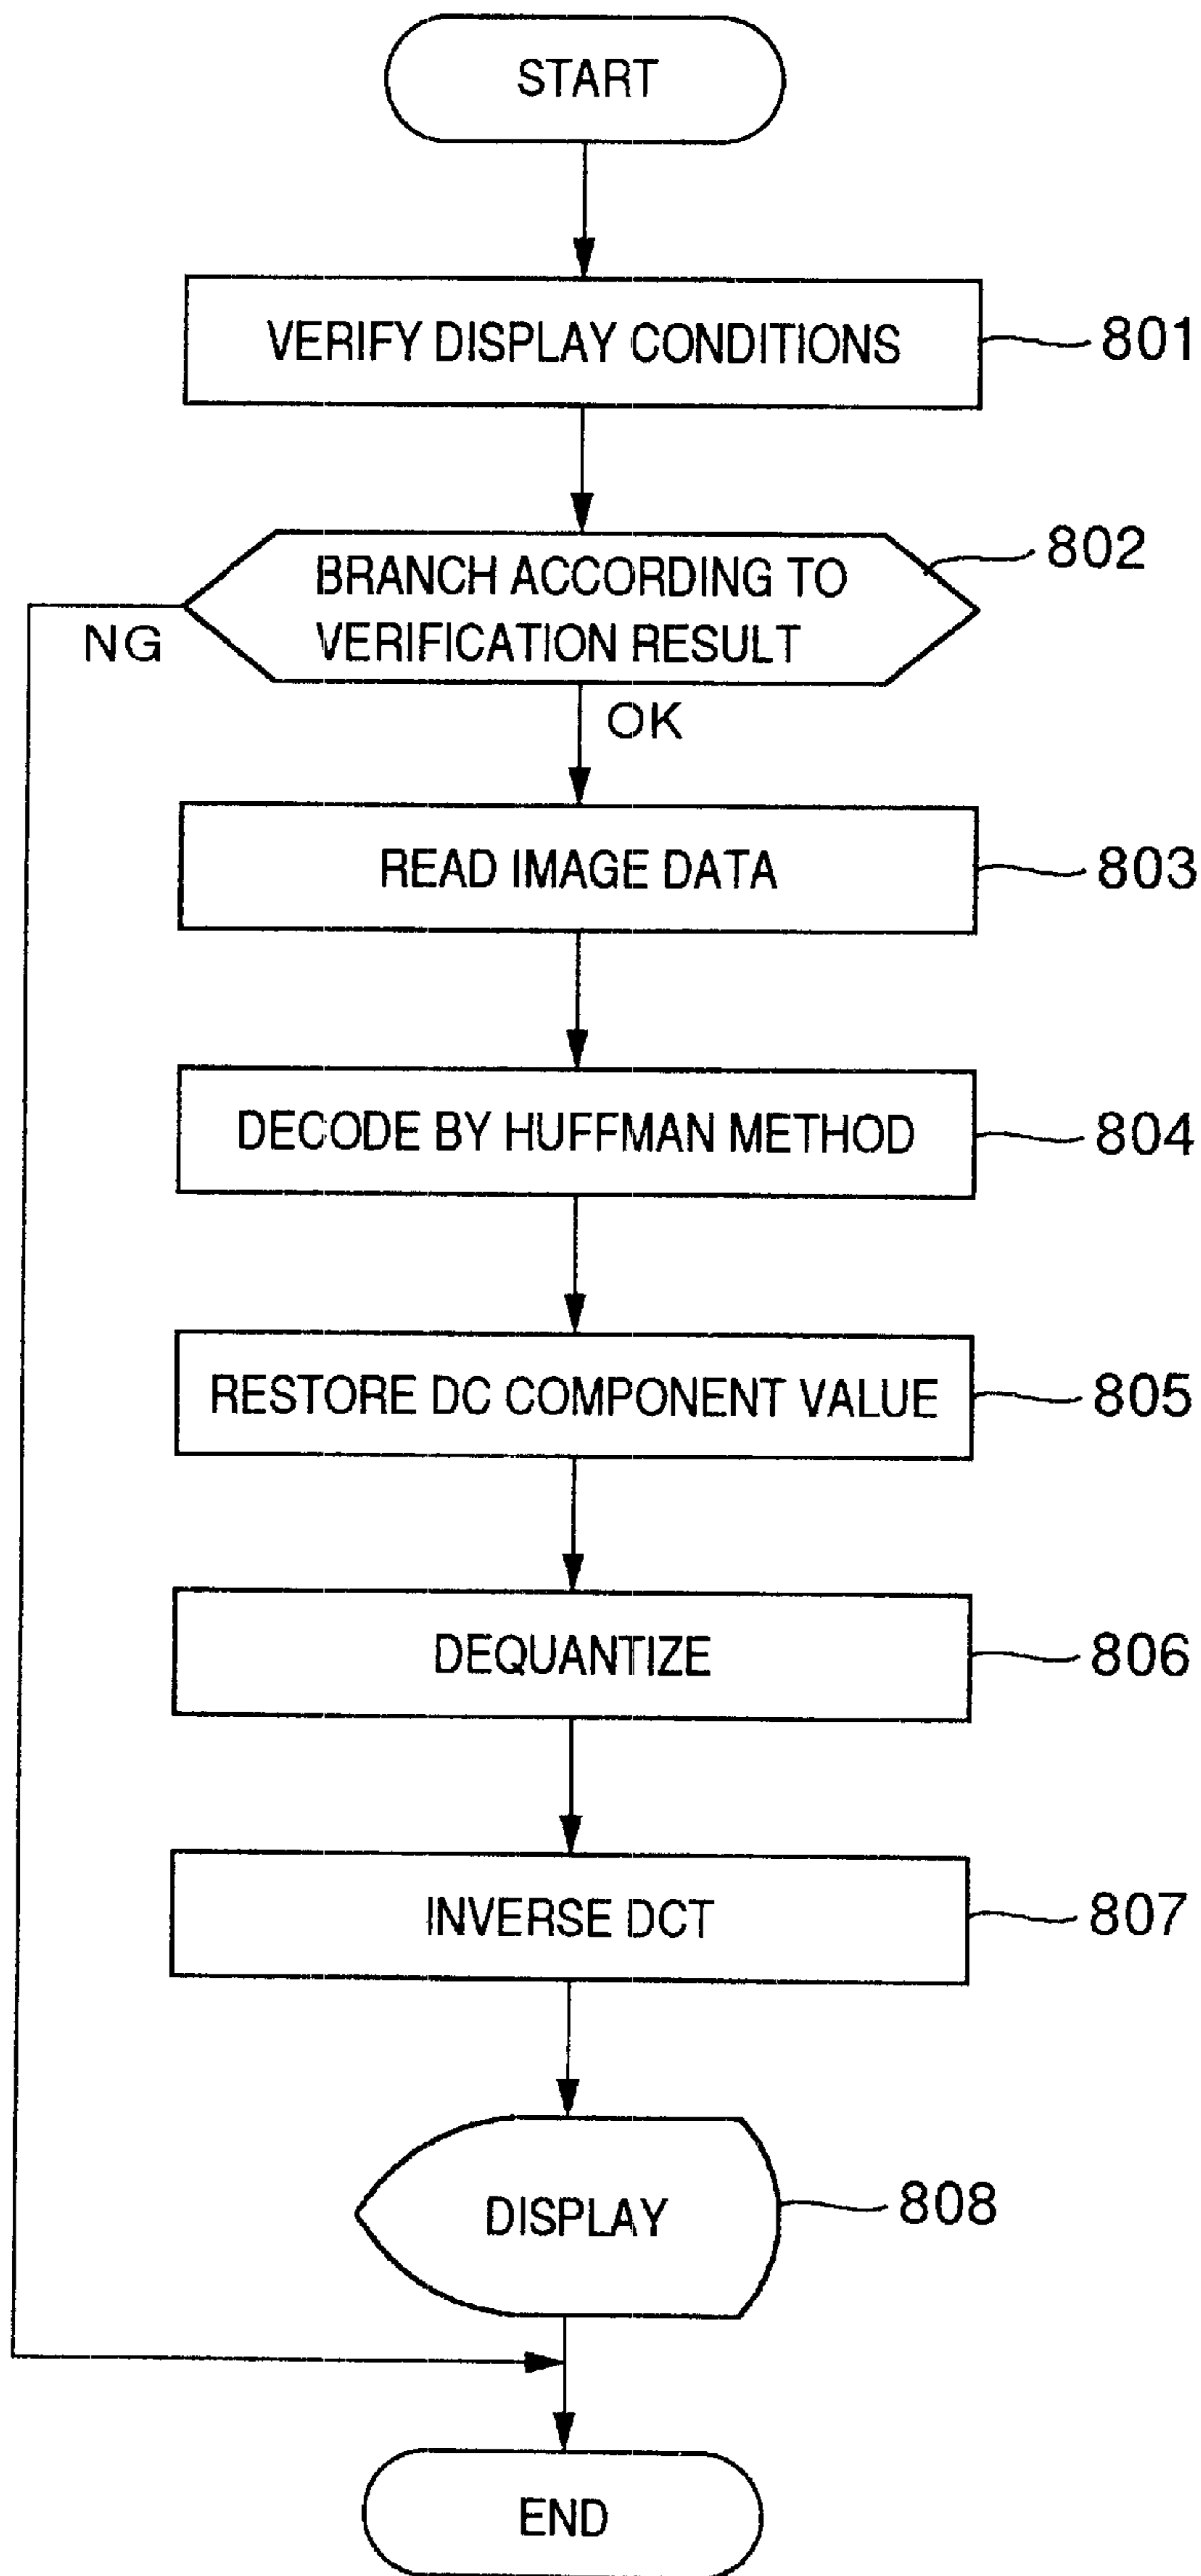 START
VERIFY DISPLAY CONDITIONS
801
BRANCH ACCORDING TO
VERIFICATION RESULT
802
NG
OK
READ IMAGE DATA
803
DECODE BY HUFFMAN METHOD
804
RESTORE DC COMPONENT VALUE
805
DEQUANTIZE
806
INVERSE DCT
807
DISPLAY
808
END